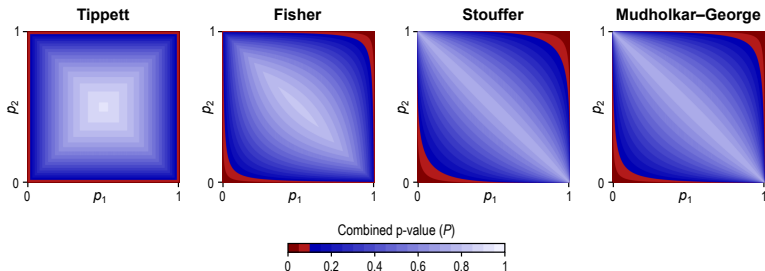 Tippett Fisher Stouffer Mudholkar–George
1 1 1 1
p2 p2 p2 p2
0 0 0 0
0 1 0 1 0 1 0 1
p1 p1 p1 p1
Combined p-value (P)
0 0.2 0.4 0.6 0.8 1